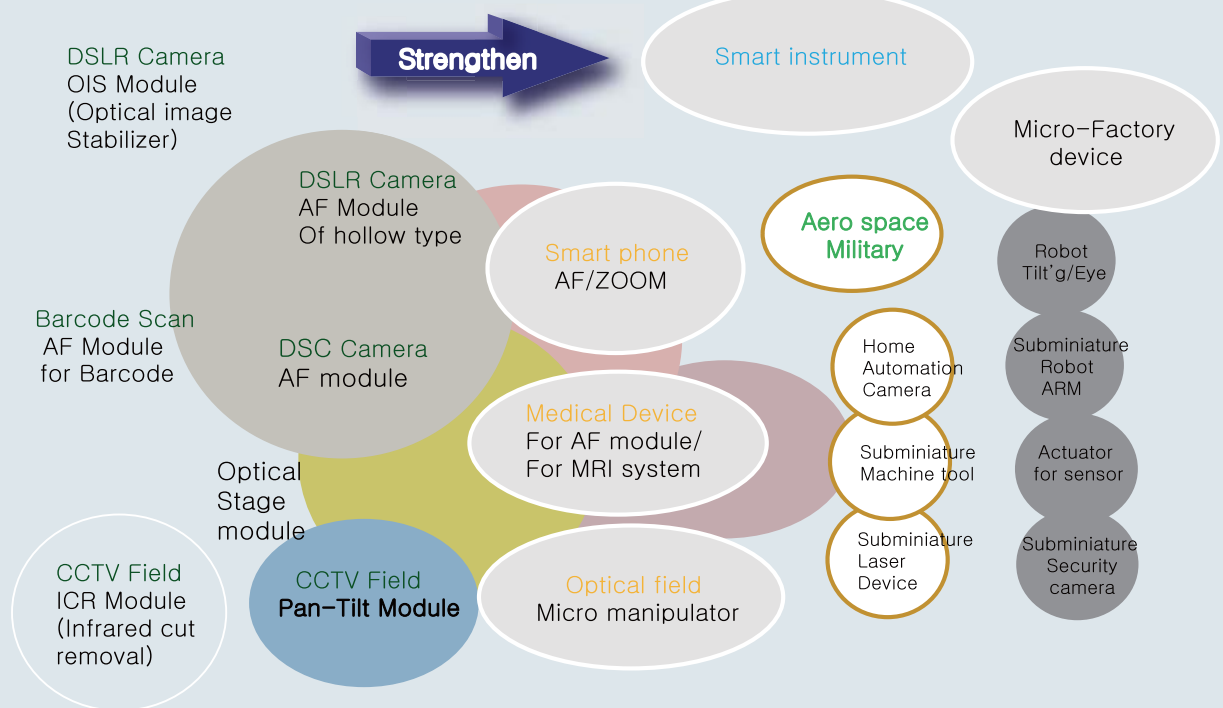 DSLR Camera
OIS Module
(Optical image
Stabilizer)
Strengthen
Smart instrument
Micro-Factory
device
DSLR Camera
AF Module
Of hollow type
Smart phone
AF/ZOOM
Aero space
Military
Robot
Tilt'g/Eye
Barcode Scan
AF Module
for Barcode
DSC Camera
AF module
Home
Automation
Camera
Subminiature
Robot
ARM
Medical Device
For AF module/
For MRI system
Subminiature
Machine tool
Actuator
for sensor
Optical
Stage
module
CCTV Field
ICR Module
(Infrared cut
removal)
CCTV Field
Pan-Tilt Module
Optical field
Micro manipulator
Subminiature
Laser
Device
Subminiature
Security
camera